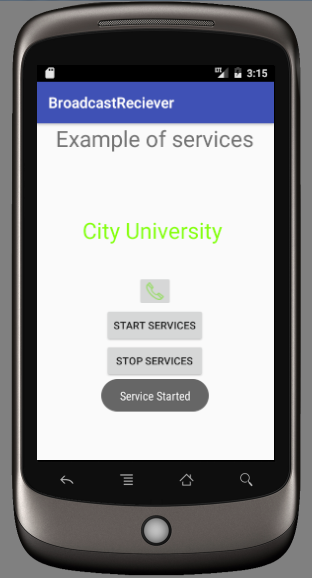 3:15
BroadcastReciever
Example of services
City University
START SERVICES
STOP SERVICES
Service Started